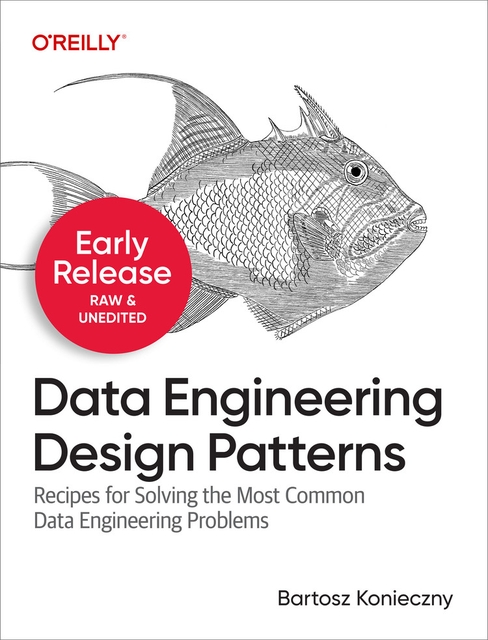 O'REILLY®
Early
Release
RAW &
UNEDITED
Data Engineering
Design Patterns
Recipes for Solving the Most Common
Data Engineering Problems
Bartosz Konieczny